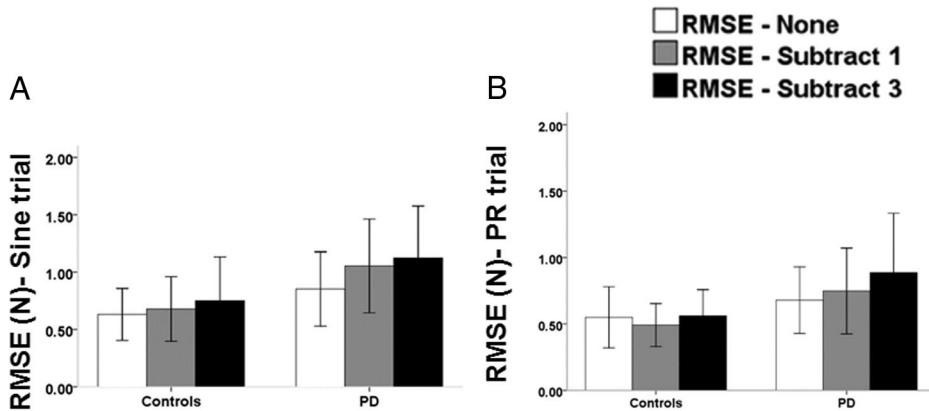 RMSE - None
RMSE - Subtract 1
RMSE - Subtract 3
A
RMSE (N)- Sine trial
2.00
1.50
1.00
0.50
0.00
Controls PD
B
RMSE (N)- PR trial
2.00
1.50
1.00
0.50
0.00
Controls PD